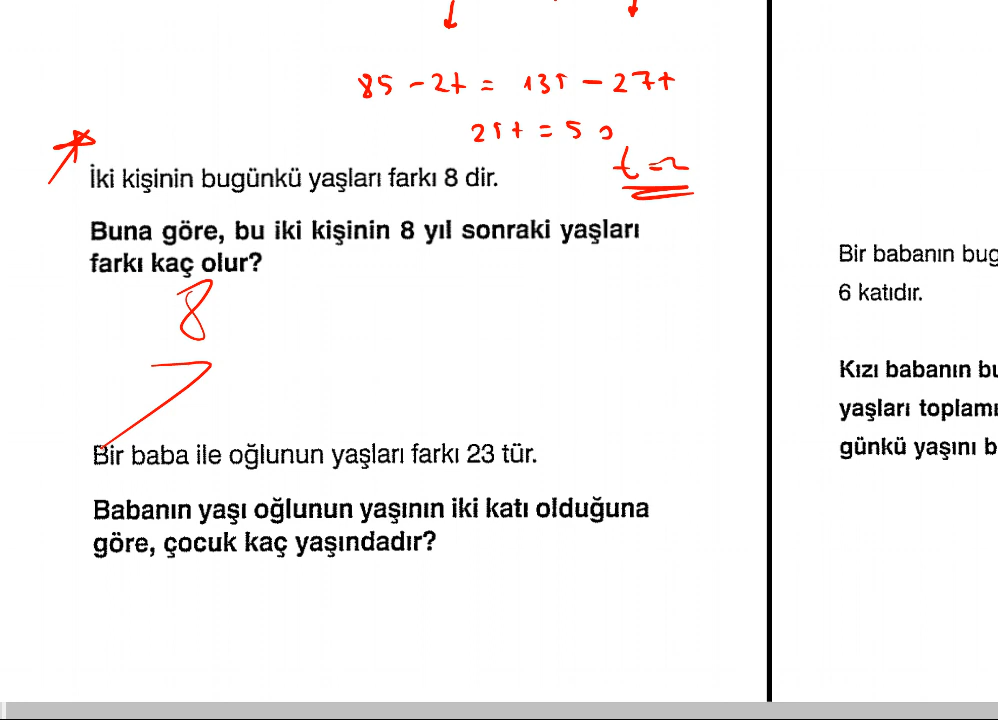 85 - 2t = 135 - 27t
25t = 50
t = 2
İki kişinin bugünkü yaşları farkı 8 dir.
Buna göre, bu iki kişinin 8 yıl sonraki yaşları
farkı kaç olur?
8
Bir baba ile oğlunun yaşları farkı 23 tür.
Babanın yaşı oğlunun yaşının iki katı olduğuna
göre, çocuk kaç yaşındadır?
Bir babanın bug
6 katıdır.
Kızı babanın bu
yaşları toplamı
günkü yaşını b